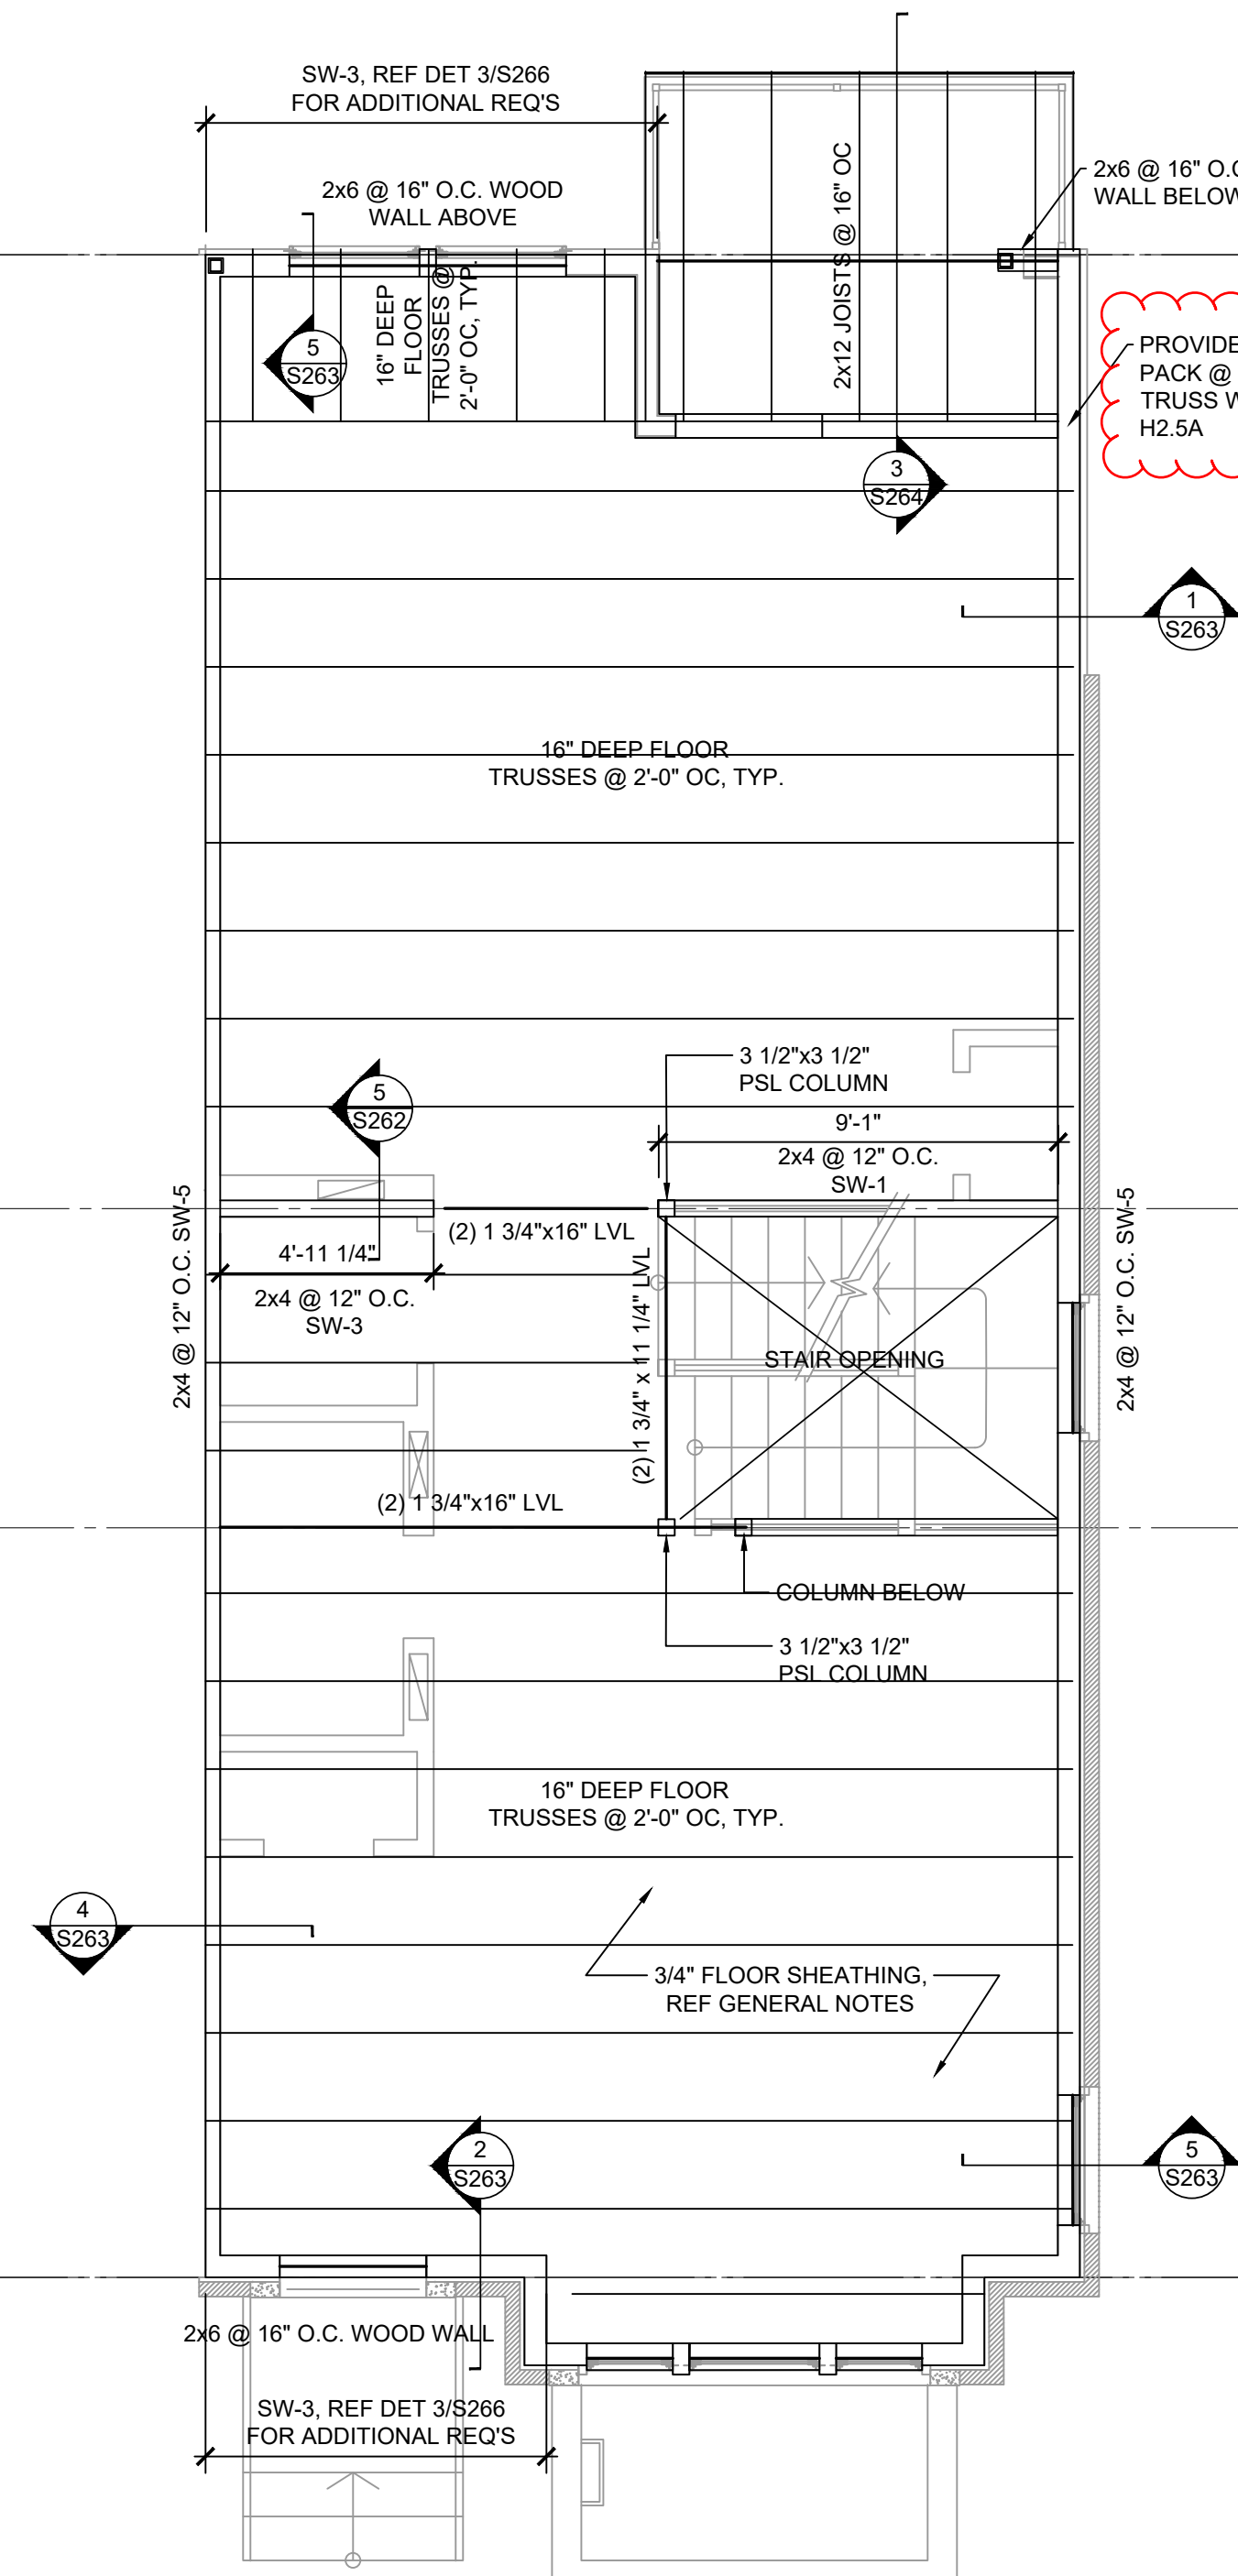 SW-3, REF DET 3/S266
FOR ADDITIONAL REQ'S
2x6 @ 16" O.C. WOOD
WALL ABOVE
2x12 JOISTS @ 16" OC
2x6 @ 16"
WALL
16" DEEP
FLOOR
TRUSSES @
2'-0" OC, TYP.
5
S263
PROVIDE
PACK @
TRUSS
H2.5A
3
S264
1
S263
16" DEEP FLOOR
TRUSSES @ 2'-0" OC, TYP.
3 1/2"x3 1/2"
PSL COLUMN
5
S262
9'-1"
2x4 @ 12" O.C.
SW-1
2x4 @ 12" O.C. SW-5
(2) 1 3/4"x16" LVL
4'-11 1/4"
2x4 @ 12" O.C.
SW-3
(2) 1 3/4" x 11 1/4" LVL
STAIR OPENING
2x4 @ 12" O.C. SW-5
(2) 1 3/4"x16" LVL
COLUMN BELOW
3 1/2"x3 1/2"
PSL COLUMN
16" DEEP FLOOR
TRUSSES @ 2'-0" OC, TYP.
4
S263
3/4" FLOOR SHEATHING,
REF GENERAL NOTES
2
S263
5
S263
2x6 @ 16" O.C. WOOD WALL
SW-3, REF DET 3/S266
FOR ADDITIONAL REQ'S